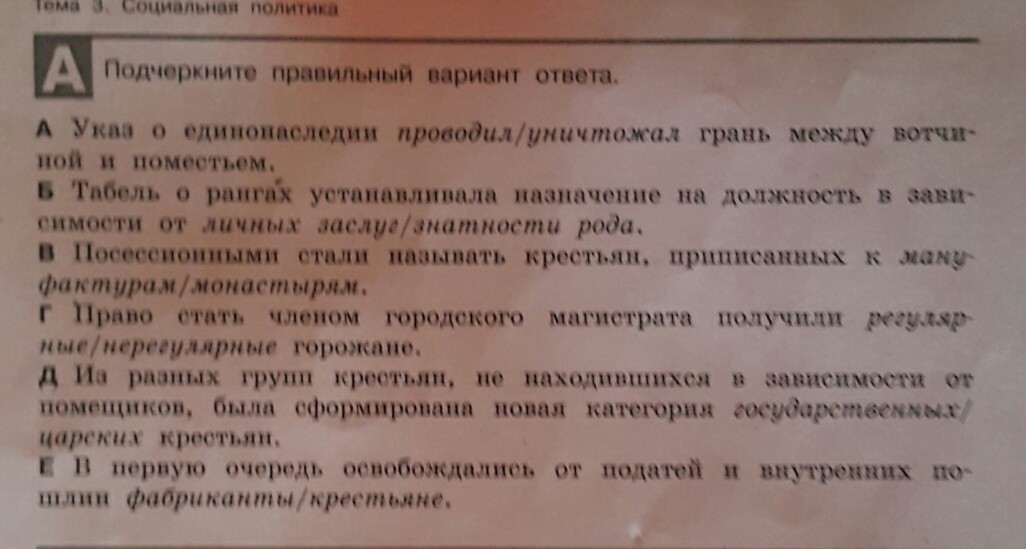 Тема 3. Социальная политика
А Подчеркните правильный вариант ответа.
А Указ о единонаследии проводил/уничтожал грань между вотчи-
ной и поместьем.
Б Табель о рангах устанавливала назначение на должность в зави-
симости от личных заслуг/знатности рода.
В Посессионными стали называть крестьян, приписанных к ману-
фактурам/монастырям.
Г Право стать членом городского магистрата получили регуляр-
ные/нерегулярные горожане.
Д Из разных групп крестьян, не находившихся в зависимости от
помещиков, была сформирована новая категория государственных/
царских крестьян.
Е В первую очередь освобождались от податей и внутренних по-
шлин фабриканты/крестьяне.